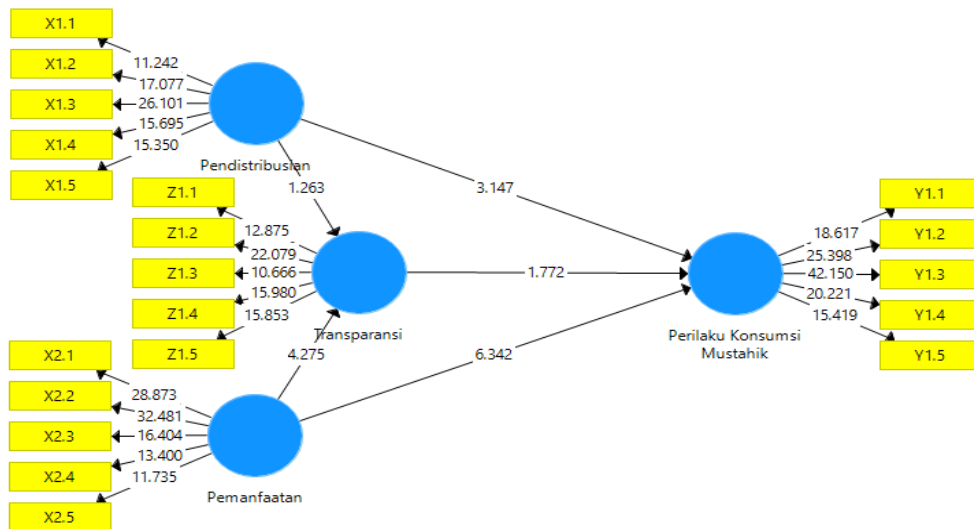 X1.1
X1.2
X1.3
X1.4
X1.5
11.242
17.077
26.101
15.695
15.350
Pendistribusian
1.263
3.147
Z1.1
Z1.2
Z1.3
Z1.4
Z1.5
12.875
22.079
10.666
15.980
15.853
Transparansi
1.772
4.275
6.342
X2.1
X2.2
X2.3
X2.4
X2.5
28.873
32.481
16.404
13.400
11.735
Pemanfaatan
18.617
25.398
42.150
20.221
15.419
Perilaku Konsumsi
Mustahik
Y1.1
Y1.2
Y1.3
Y1.4
Y1.5